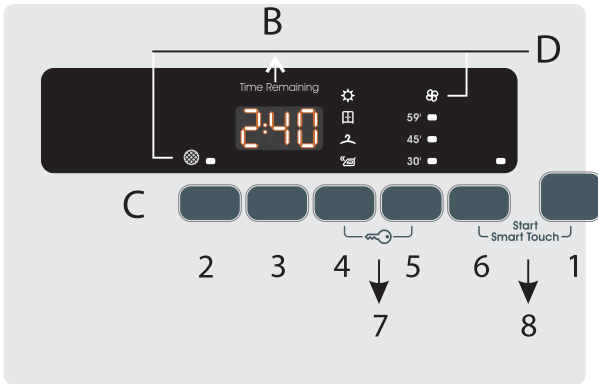 B
D
Time Remaining
2:40
59'
45'
30'
C
Start
Smart Touch
2 3 4 5 6 1
7 8